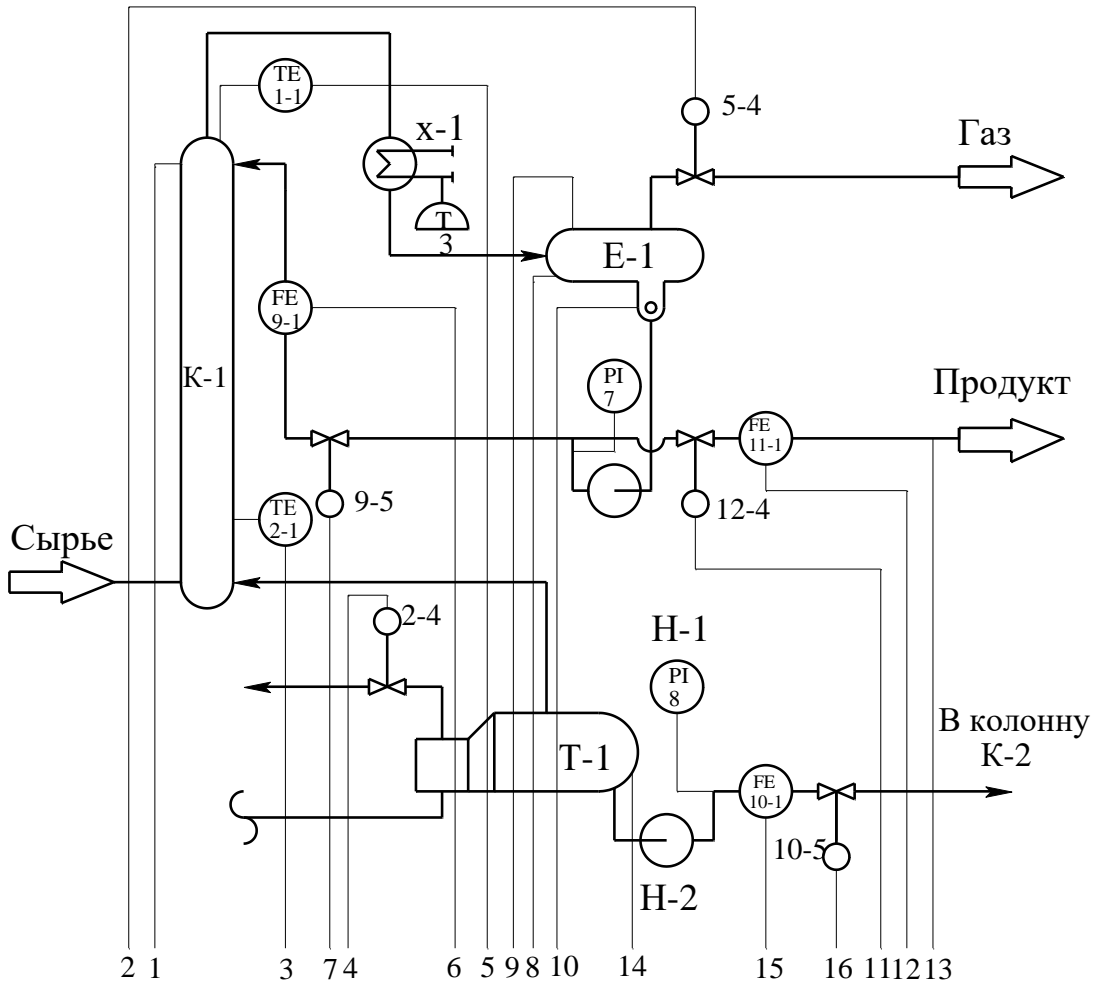 TE
1-1
5-4
х-1
Газ
Т
3
Е-1
FE
9-1
К-1
PI
7
Продукт
FE
11-1
TE
2-1
9-5
12-4
Сырье
2-4
Н-1
PI
8
Т-1
В колонну
К-2
FE
10-1
10-5
Н-2
2 1 3 7 4 6 5 9 8 10 14 15 16 11 12 13